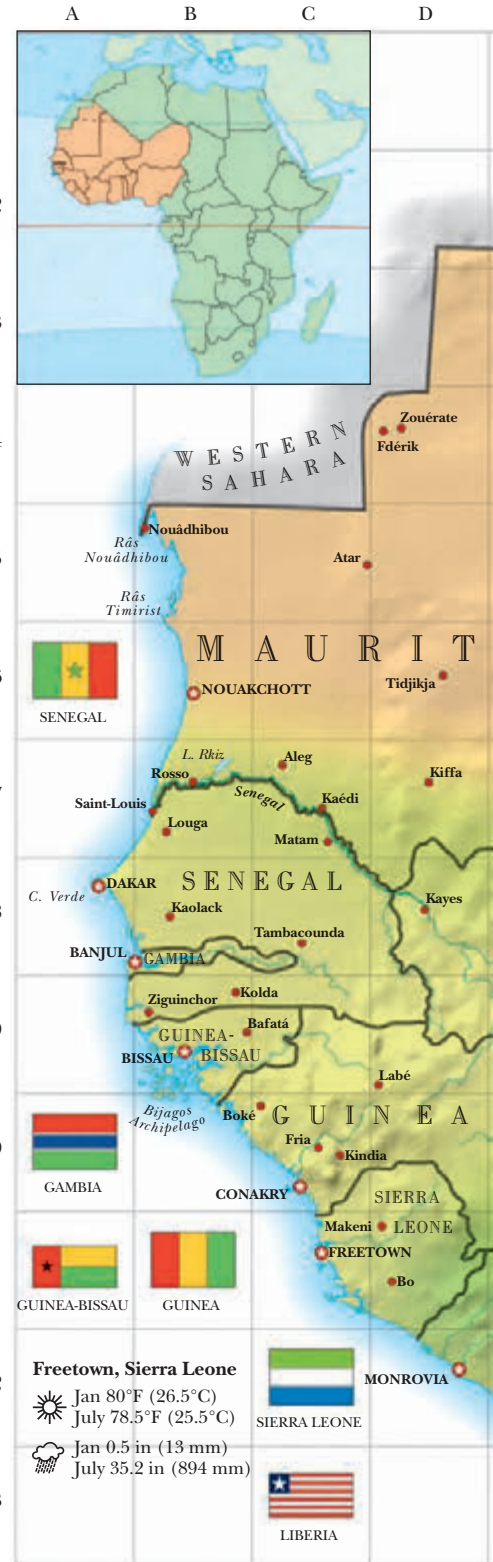 A B C D
2
3
4
Zouérate
Fdérik
WESTERN
SAHARA
Nouâdhibou
Râs
Nouâdhibou
Atar
Râs
Timirist
MAURIT
Tidjikja
NOUAKCHOTT
SENEGAL
L. Rkiz
Aleg
Rosso
Kiffa
Senegal
Saint-Louis
Kaédi
Louga
Matam
SENEGAL
DAKAR
C. Verde
Kayes
Kaolack
Tambacounda
BANJUL
GAMBIA
Kolda
Ziguinchor
Bafatá
GUINEA-
BISSAU
BISSAU
Labé
Bijagos
Archipelago
Boké
GUINEA
Fria
Kindia
GAMBIA
CONAKRY
SIERRA
LEONE
Makeni
FREETOWN
Bo
GUINEA-BISSAU
GUINEA
Freetown, Sierra Leone
Jan 80°F (26.5°C)
July 78.5°F (25.5°C)
Jan 0.5 in (13 mm)
July 35.2 in (894 mm)
MONROVIA
SIERRA LEONE
LIBERIA